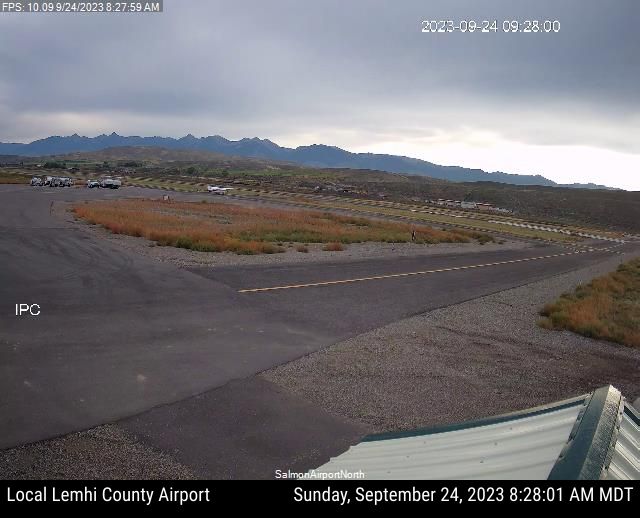 FPS: 10.09 9/24/2023 8:27:59 AM
2023-09-24 09:28:00
IPC
SalmonAirportNorth
Local Lemhi County Airport Sunday, September 24, 2023 8:28:01 AM MDT